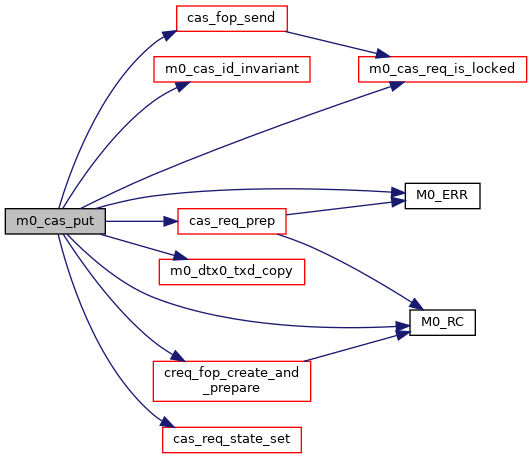 cas_fop_send
m0_cas_id_invariant
m0_cas_req_is_locked
M0_ERR
m0_cas_put
cas_req_prep
m0_dtx0_txd_copy
M0_RC
creq_fop_create_and
_prepare
cas_req_state_set